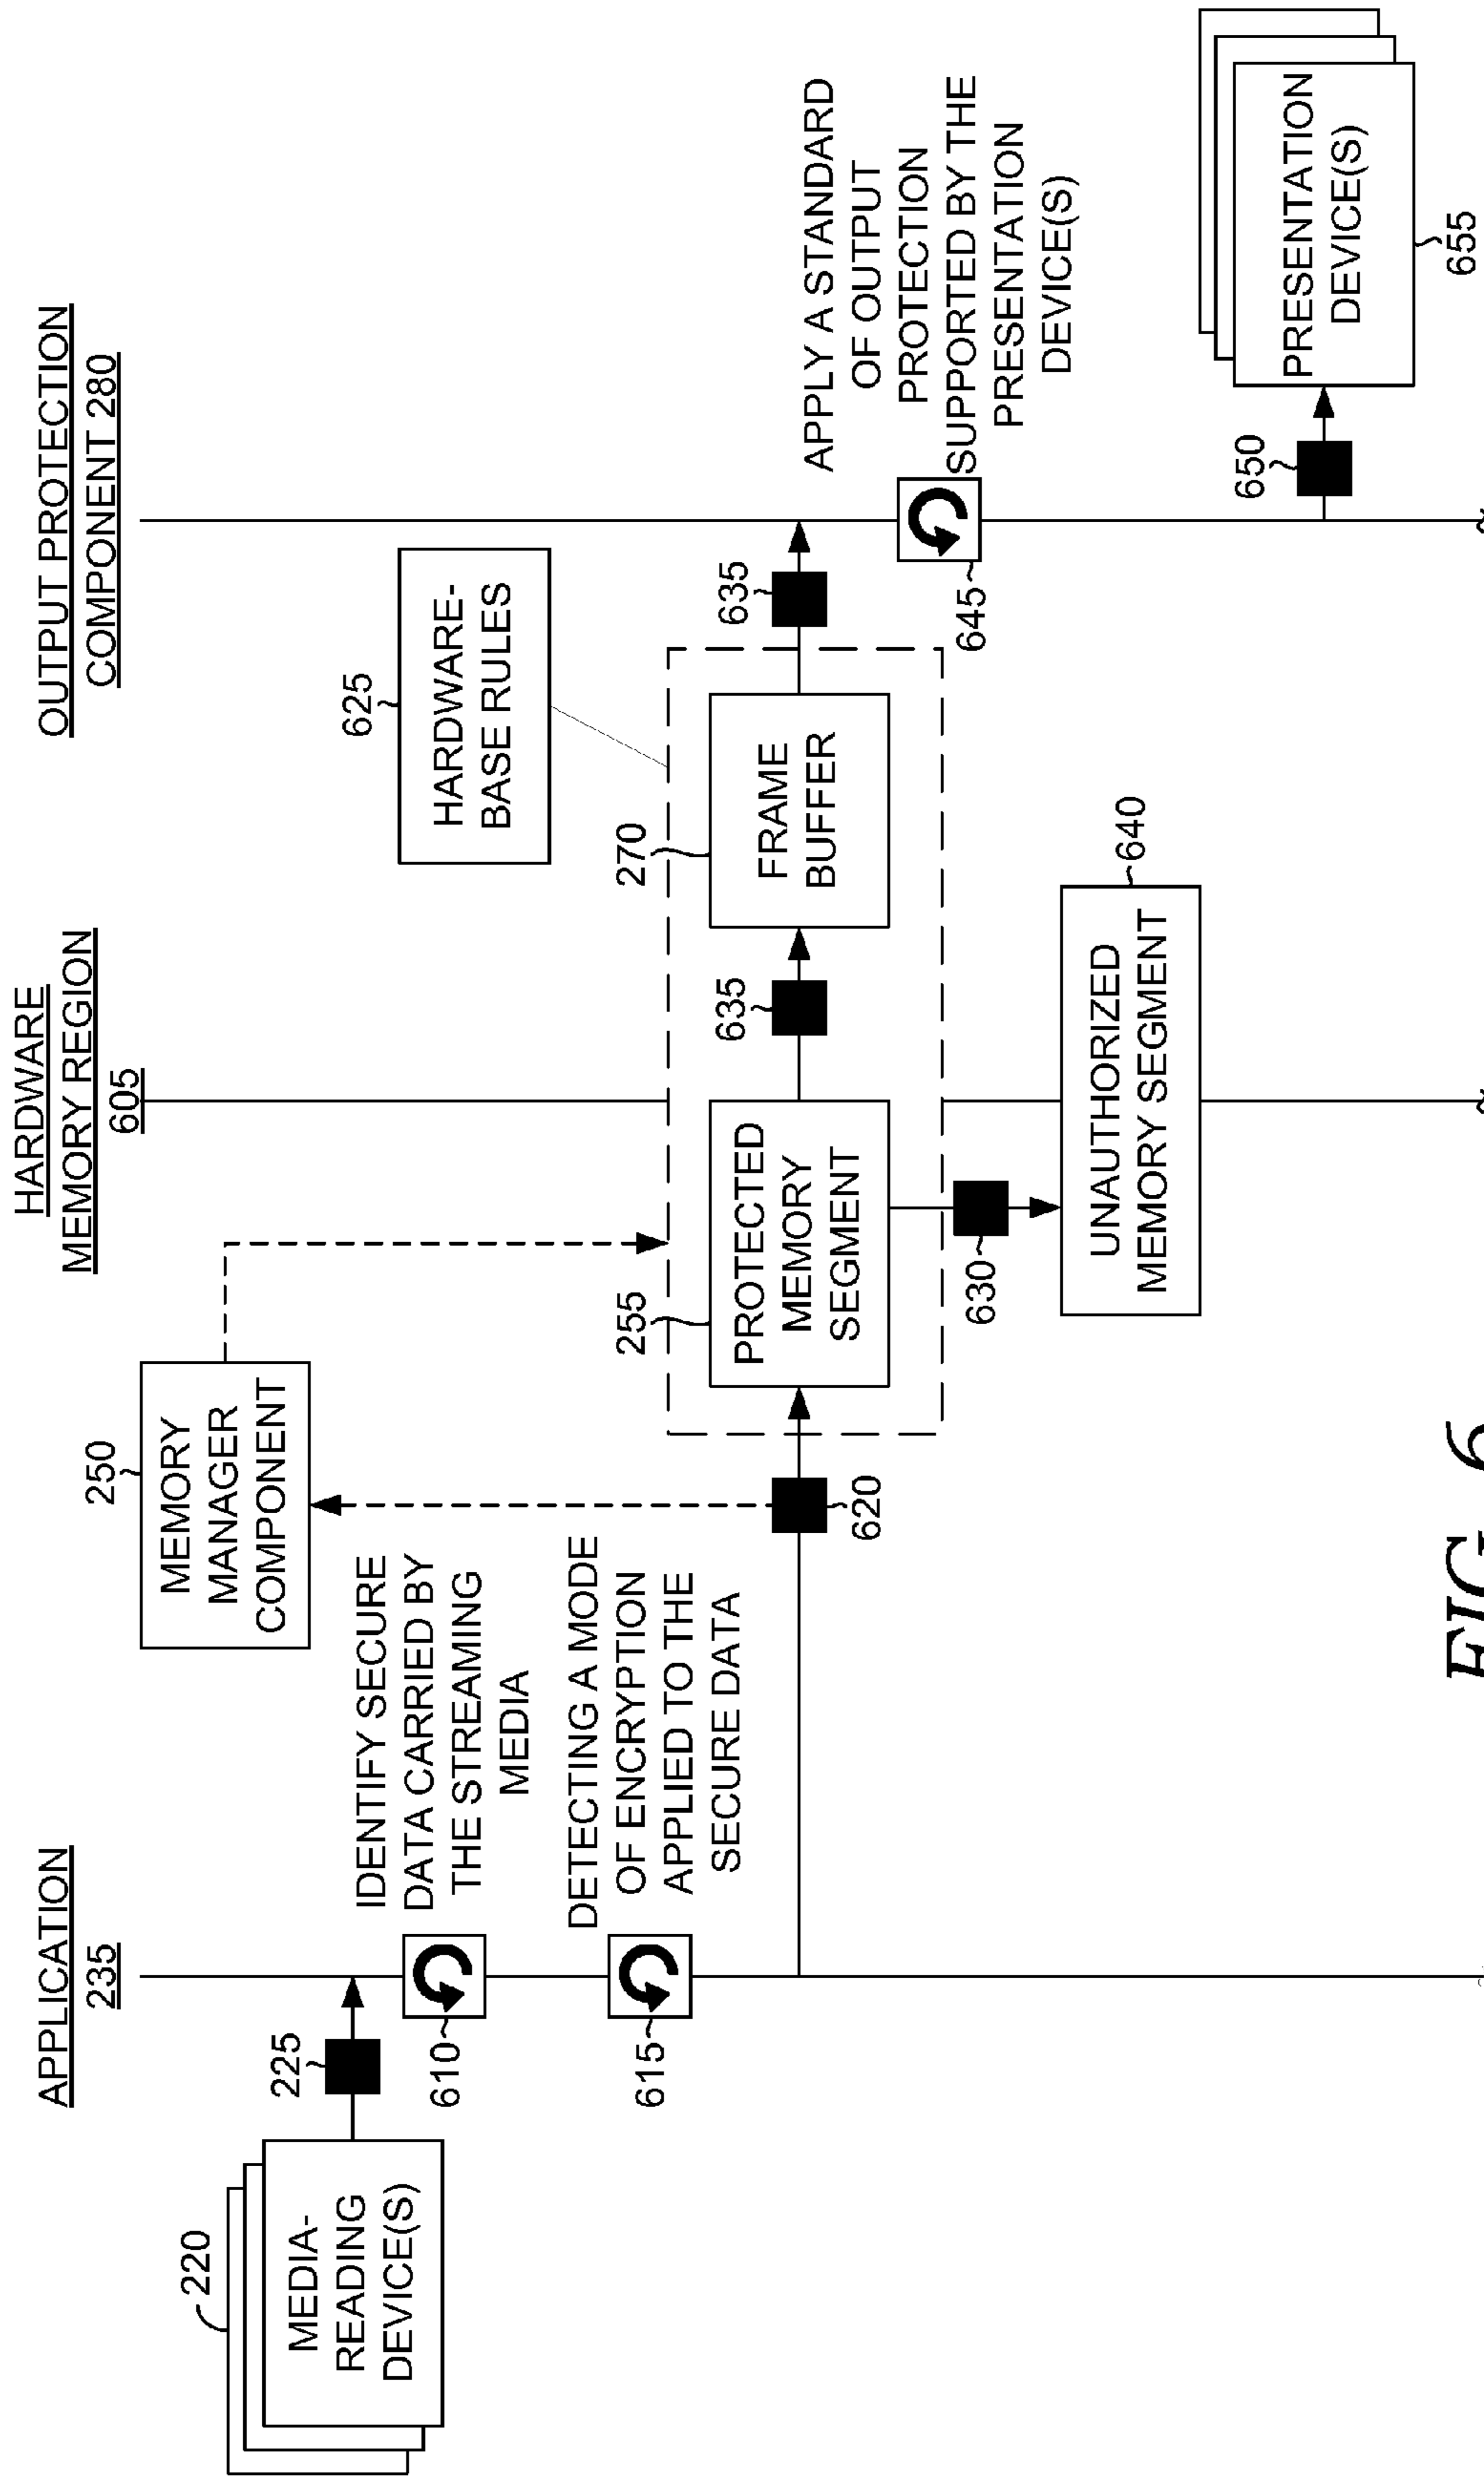 APPLICATION
235
HARDWARE
MEMORY REGION
605
OUTPUT PROTECTION
COMPONENT 280
220
MEDIA-
READING
DEVICE(S)
225
610
IDENTIFY SECURE
DATA CARRIED BY
THE STREAMING
MEDIA
615
DETECTING A MODE
OF ENCRYPTION
APPLIED TO THE
SECURE DATA
250
MEMORY
MANAGER
COMPONENT
620
255
PROTECTED
MEMORY
SEGMENT
635
270
FRAME
BUFFER
625
HARDWARE-
BASE RULES
635
630
UNAUTHORIZED
MEMORY SEGMENT
640
645
APPLY A STANDARD
OF OUTPUT
PROTECTION
SUPPORTED BY THE
PRESENTATION
DEVICE(S)
650
PRESENTATION
DEVICE(S)
655
FIG. 6